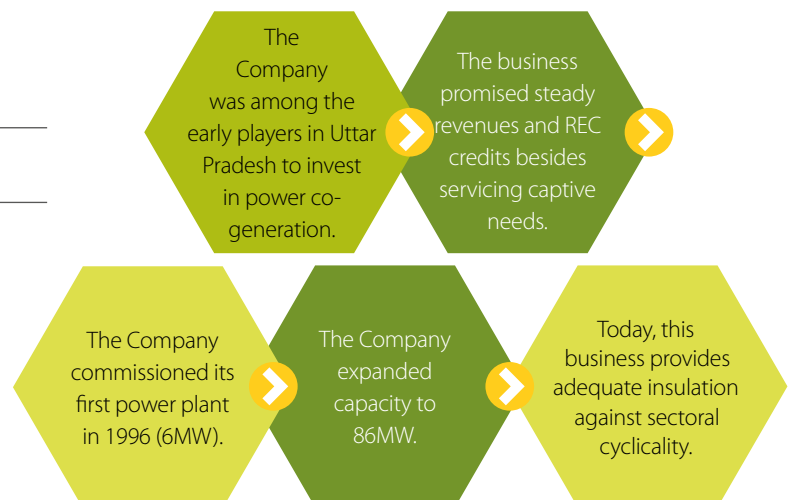 The
Company
was among the
early players in Uttar
Pradesh to invest
in power co-
generation.
The business
promised steady
revenues and REC
credits besides
servicing captive
needs.
The Company
commissioned its
first power plant
in 1996 (6MW).
The Company
expanded
capacity to
86MW.
Today, this
business provides
adequate insulation
against sectoral
cyclicality.